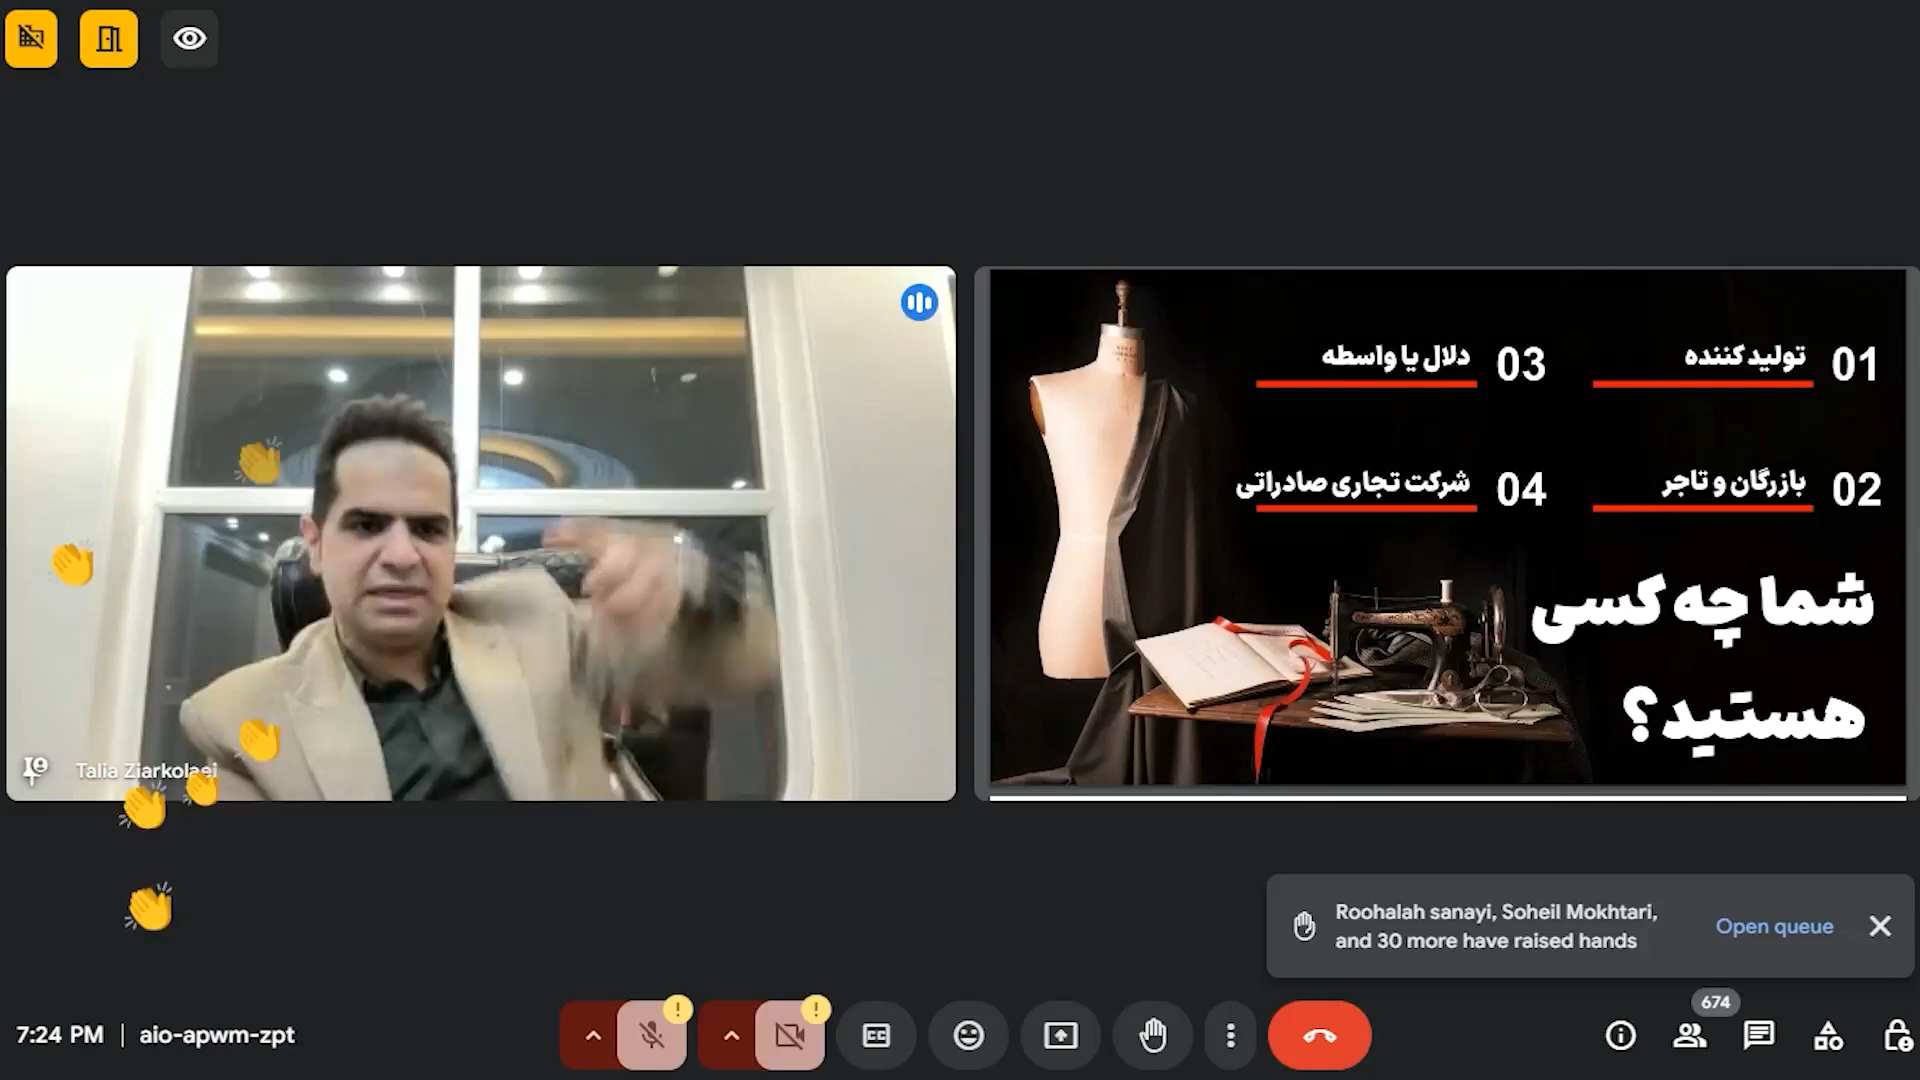 01 تولید کننده
03 دلال یا واسطه
02 بازرگان و تاجر
04 شرکت تجاری صادراتی
شما چه کسی
هستید؟
Talia Ziarkolaei
Roohalah sanayi, Soheil Mokhtari,
and 30 more have raised hands
Open queue
674
7:24 PM | aio-apwm-zpt